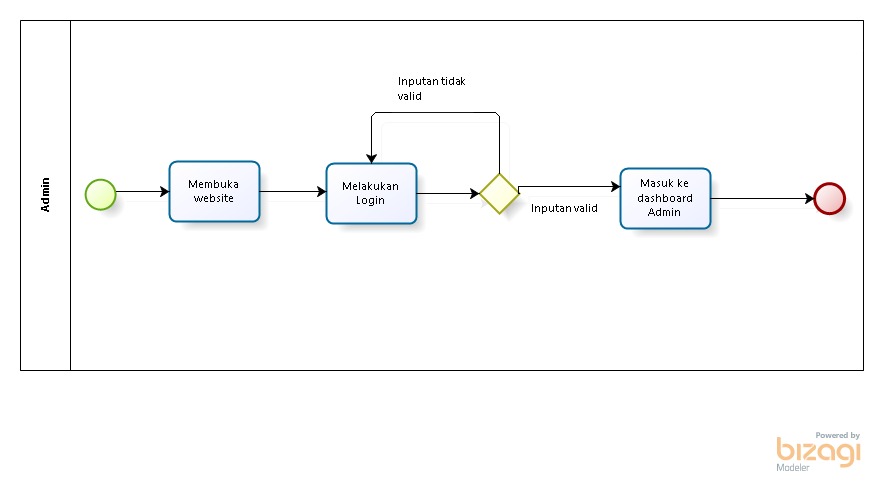 Admin
Inputan tidak
valid
Membuka
website
Melakukan
Login
Inputan valid
Masuk ke
dashboard
Admin
Powered by
bizagi
Modeler